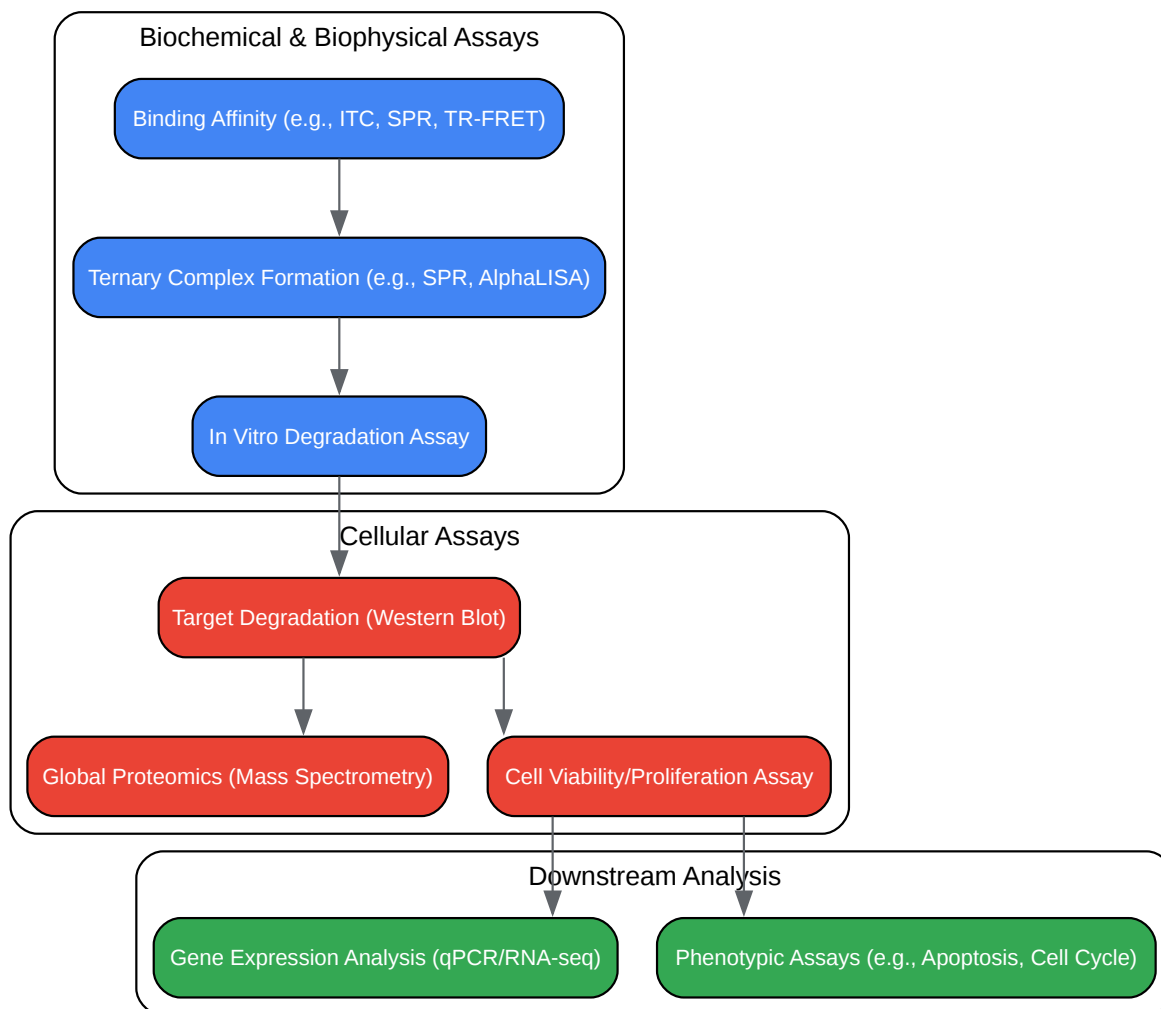 Biochemical & Biophysical Assays
Binding Affinity (e.g., ITC, SPR, TR-FRET)
Ternary Complex Formation (e.g., SPR, AlphaLISA)
In Vitro Degradation Assay
Cellular Assays
Target Degradation (Western Blot)
Global Proteomics (Mass Spectrometry)
Cell Viability/Proliferation Assay
Downstream Analysis
Gene Expression Analysis (qPCR/RNA-seq)
Phenotypic Assays (e.g., Apoptosis, Cell Cycle)